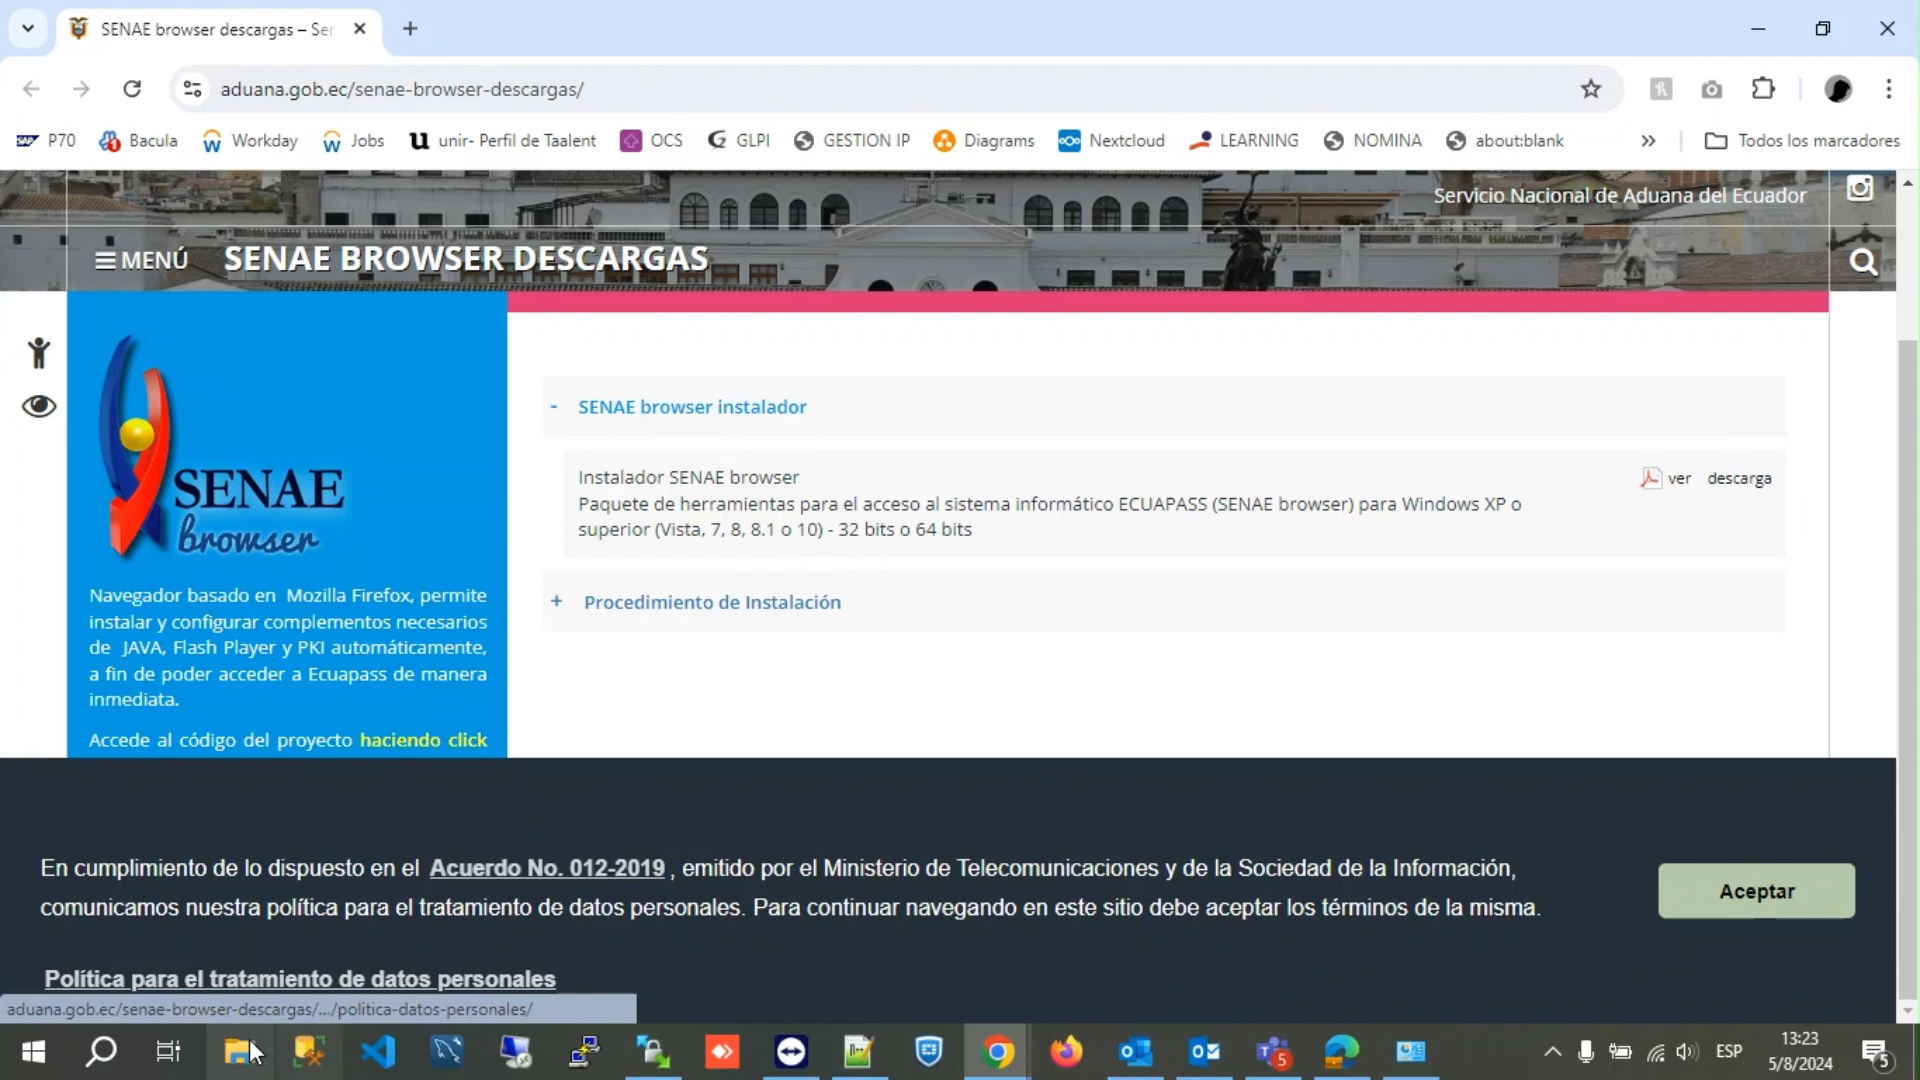 SENAE browser descargas – Ser
aduana.gob.ec/senae-browser-descargas/
P70 Bacula Workday Jobs unir- Perfil de Taalent OCS GLPI GESTION IP Diagrams Nextcloud LEARNING NOMINA about:blank » Todos los marcadores
Servicio Nacional de Aduana del Ecuador
MENÚ SENAE BROWSER DESCARGAS
SENAE
browser
Navegador basado en Mozilla Firefox, permite
instalar y configurar complementos necesarios
de JAVA, Flash Player y PKI automáticamente,
a fin de poder acceder a Ecuapass de manera
inmediata.
Accede al código del proyecto haciendo click
- SENAE browser instalador
Instalador SENAE browser
ver descarga
Paquete de herramientas para el acceso al sistema informático ECUAPASS (SENAE browser) para Windows XP o
superior (Vista, 7, 8, 8.1 o 10) - 32 bits o 64 bits
+ Procedimiento de Instalación
En cumplimiento de lo dispuesto en el Acuerdo No. 012-2019 , emitido por el Ministerio de Telecomunicaciones y de la Sociedad de la Información,
comunicamos nuestra política para el tratamiento de datos personales. Para continuar navegando en este sitio debe aceptar los términos de la misma.
Aceptar
Política para el tratamiento de datos personales
aduana.gob.ec/senae-browser-descargas/.../politica-datos-personales/
5
ESP
13:23
5/8/2024
5